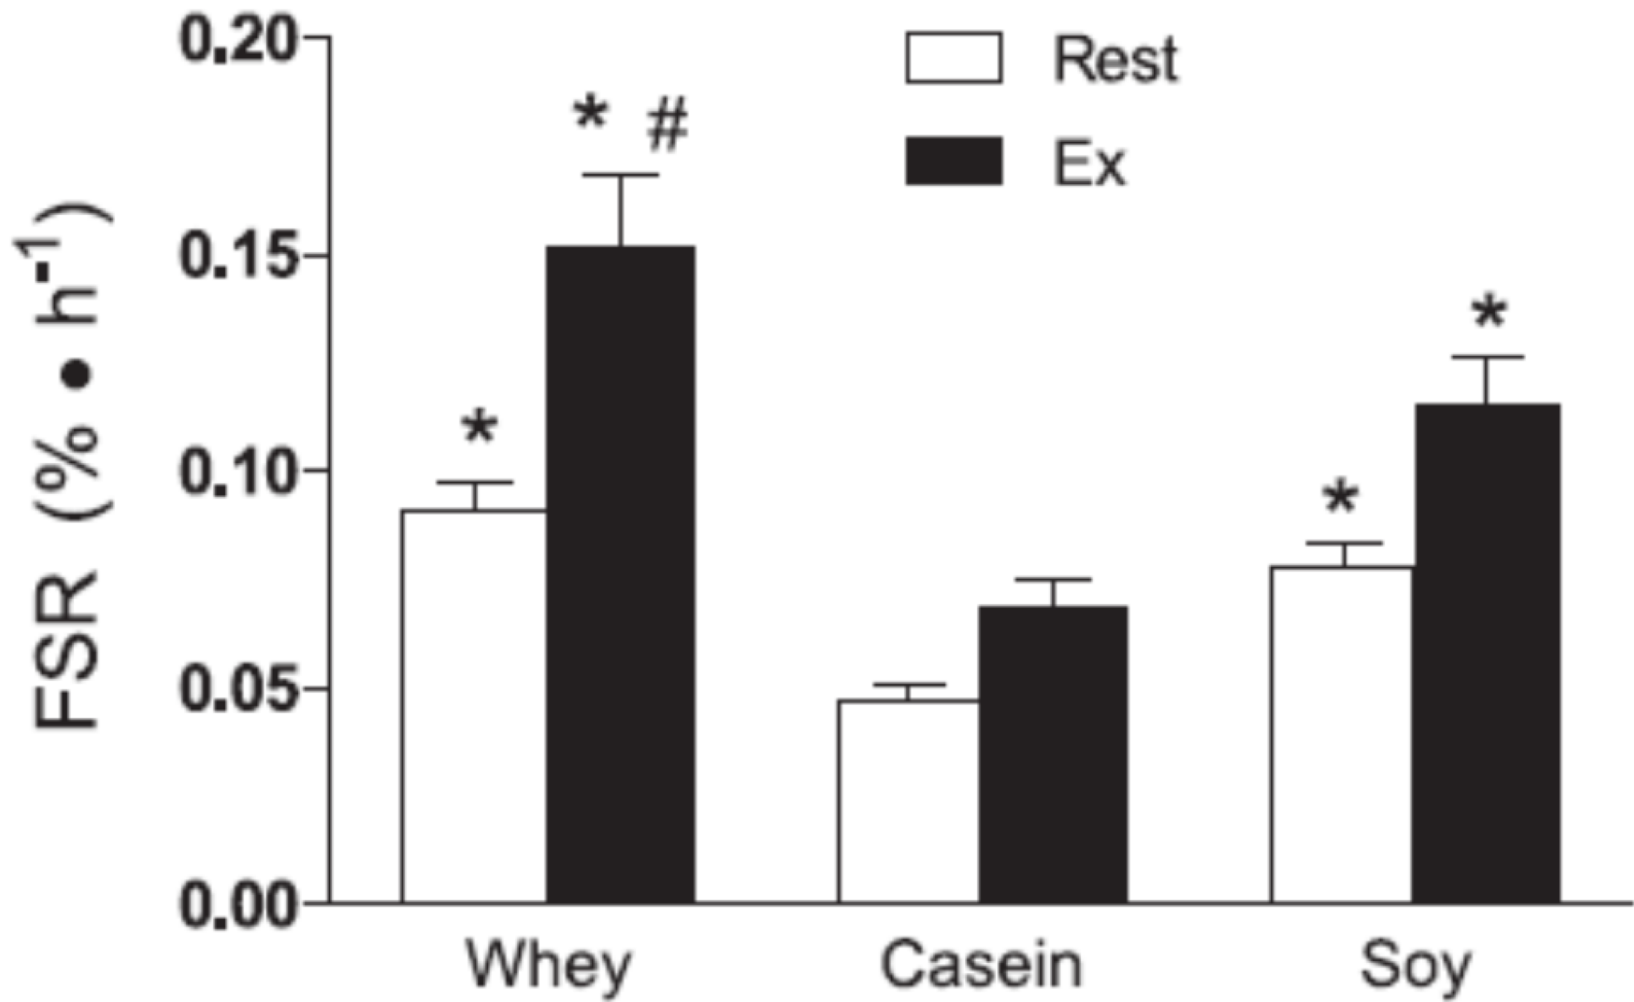 FSR (% • h-1)
0.20
0.15
0.10
0.05
0.00
Rest
Ex
* #
*
*
*
Whey Casein Soy